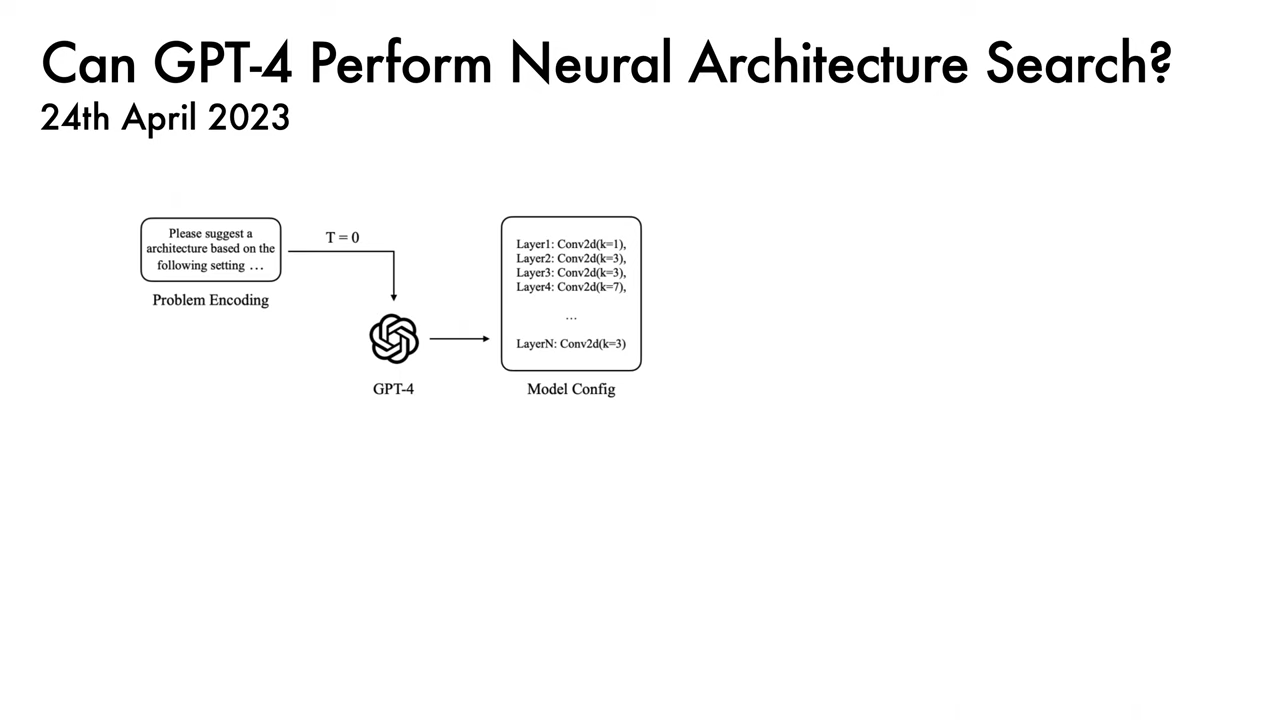 Can GPT-4 Perform Neural Architecture Search?
24th April 2023
Please suggest a
architecture based on the
following setting ...
Problem Encoding
T = 0
GPT-4
Layer1: Conv2d(k=1),
Layer2: Conv2d(k=3),
Layer3: Conv2d(k=3),
Layer4: Conv2d(k=7),
...
LayerN: Conv2d(k=3)
Model Config